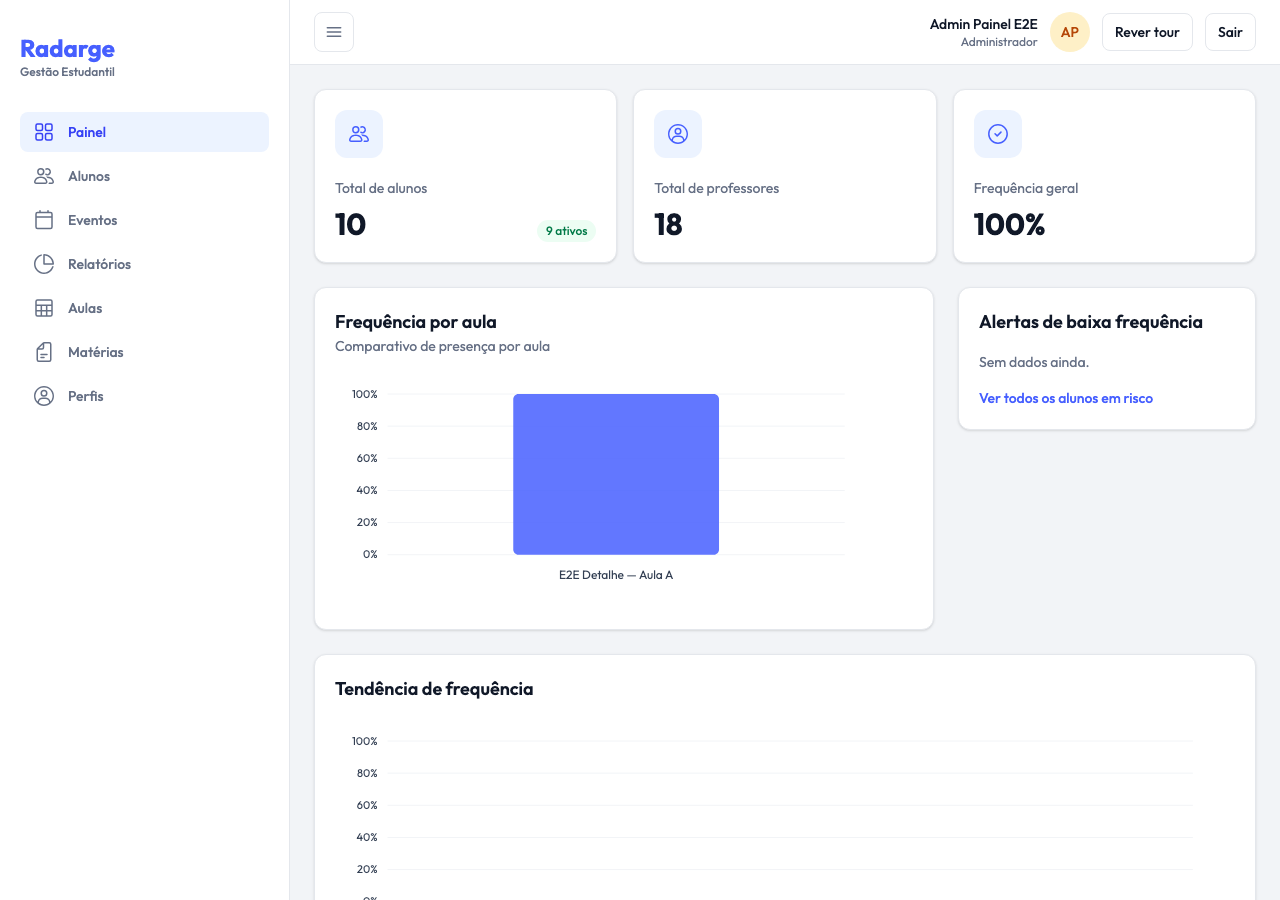 Radarge
Gestão Estudantil
Painel
Alunos
Eventos
Relatórios
Aulas
Matérias
Perfis
Admin Painel E2E
Administrador
AP
Rever tour
Sair
Total de alunos
10
9 ativos
Total de professores
18
Frequência geral
100%
Frequência por aula
Comparativo de presença por aula
100%
80%
60%
40%
20%
0%
E2E Detalhe — Aula A
Alertas de baixa frequência
Sem dados ainda.
Ver todos os alunos em risco
Tendência de frequência
100%
80%
60%
40%
20%